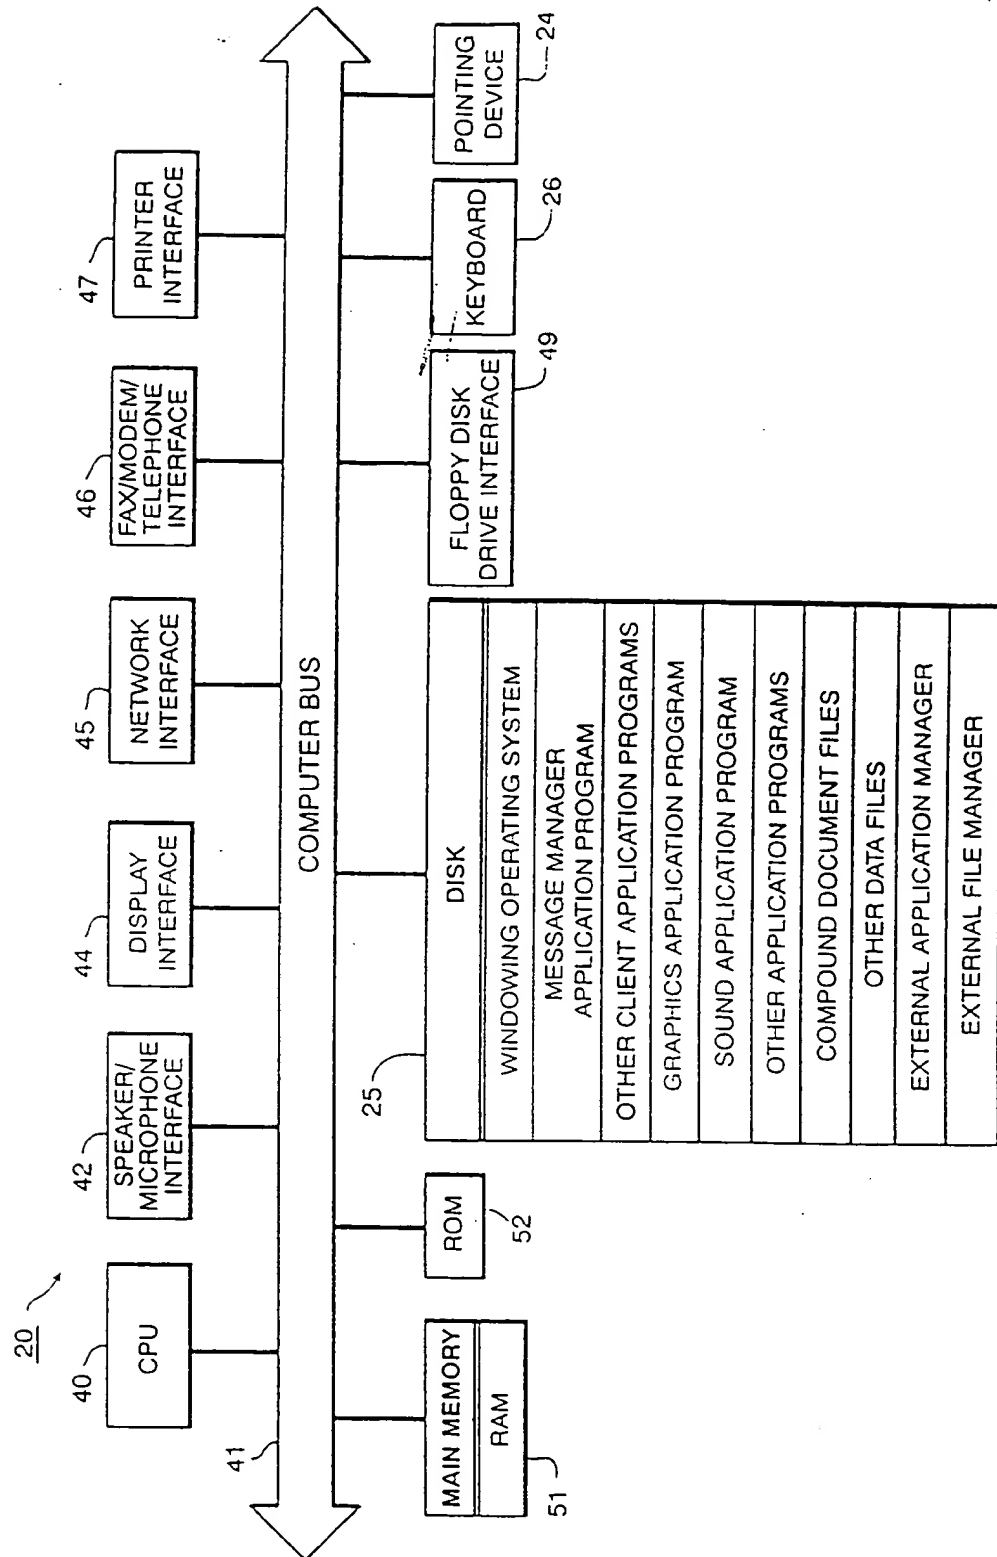 20
40
CPU
42
SPEAKER/
MICROPHONE
INTERFACE
44
DISPLAY
INTERFACE
45
NETWORK
INTERFACE
46
FAX/MODEM/
TELEPHONE
INTERFACE
47
PRINTER
INTERFACE
41
COMPUTER BUS
MAIN MEMORY
RAM
51
ROM
52
25
DISK
WINDOWING OPERATING SYSTEM
MESSAGE MANAGER
APPLICATION PROGRAM
OTHER CLIENT APPLICATION PROGRAMS
GRAPHICS APPLICATION PROGRAM
SOUND APPLICATION PROGRAM
OTHER APPLICATION PROGRAMS
COMPOUND DOCUMENT FILES
OTHER DATA FILES
EXTERNAL APPLICATION MANAGER
EXTERNAL FILE MANAGER
FLOPPY DISK
DRIVE INTERFACE
49
KEYBOARD
26
POINTING
DEVICE
24